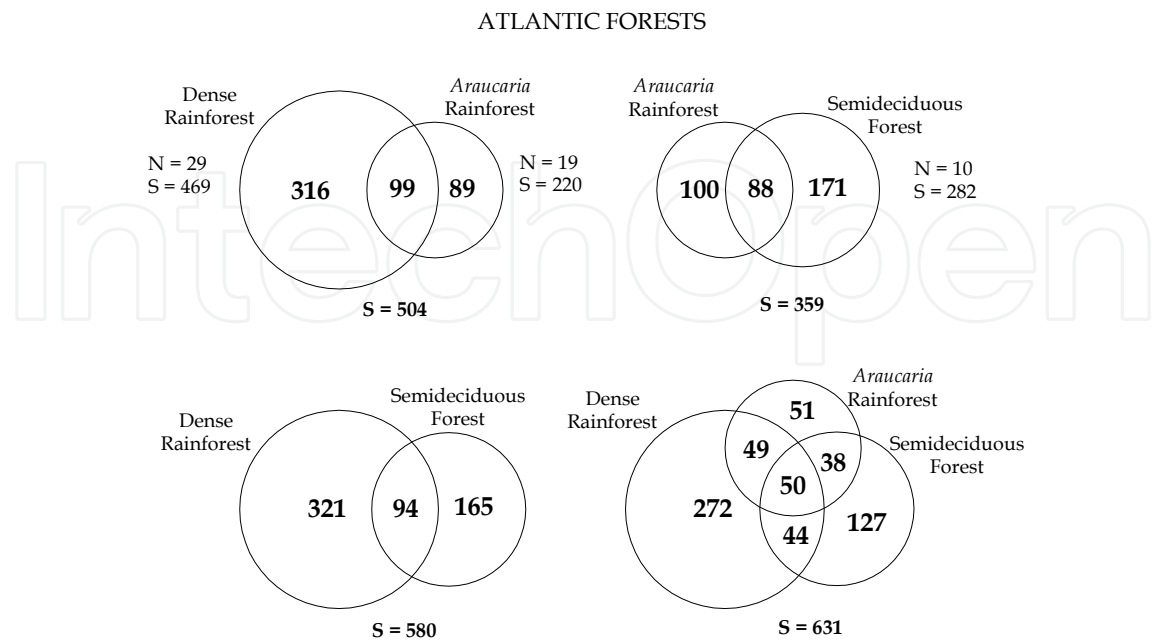 ATLANTIC FORESTS
Dense
Rainforest
Araucaria
Rainforest
N = 29
S = 469
316
99
89
N = 19
S = 220
S = 504
Araucaria
Rainforest
Semideciduous
Forest
100
88
171
N = 10
S = 282
S = 359
Dense
Rainforest
Semideciduous
Forest
321
94
165
S = 580
Dense
Rainforest
Araucaria
Rainforest
Semideciduous
Forest
51
49
38
50
272
127
44
S = 631
IntechOpen